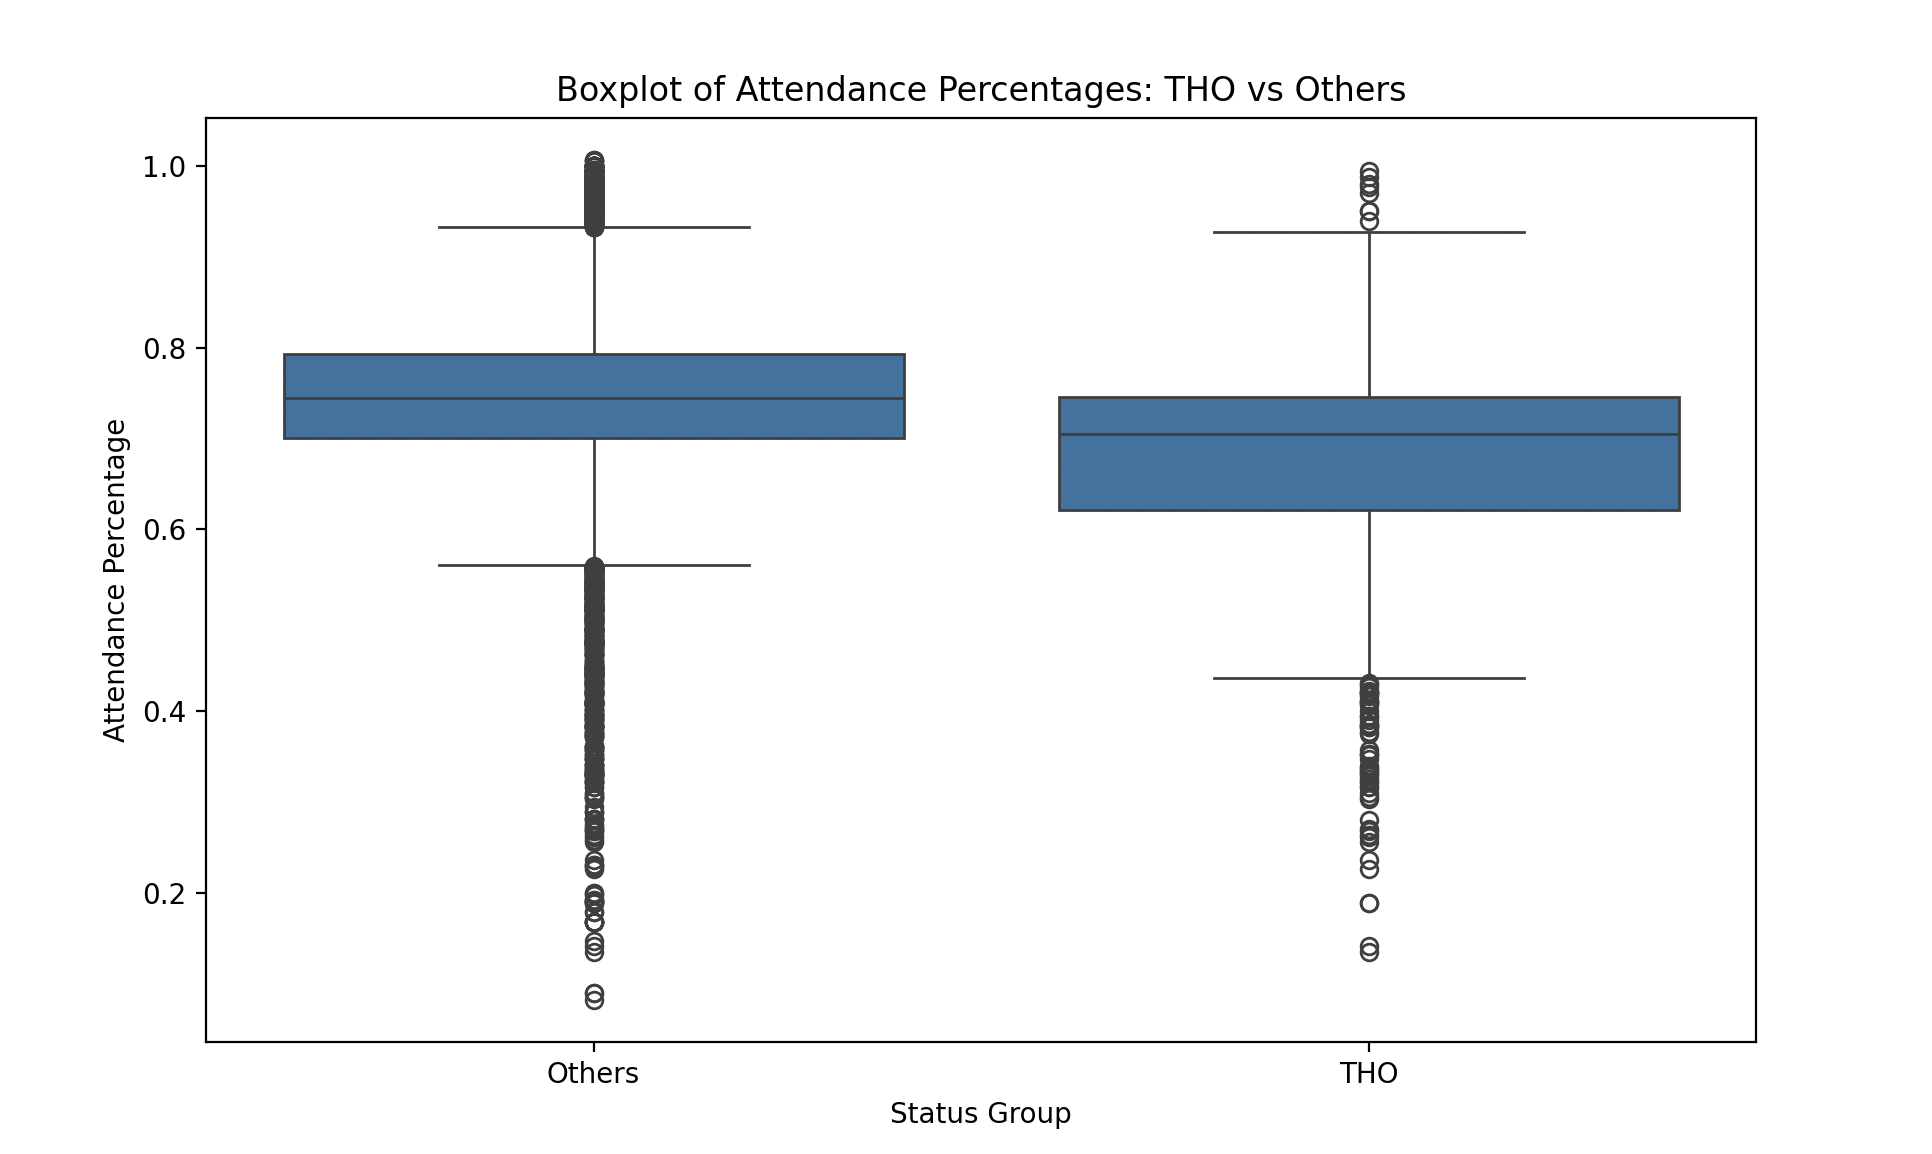 Boxplot of Attendance Percentages: THO vs Others
Attendance Percentage
1.0
0.8
0.6
0.4
0.2
Others
THO
Status Group